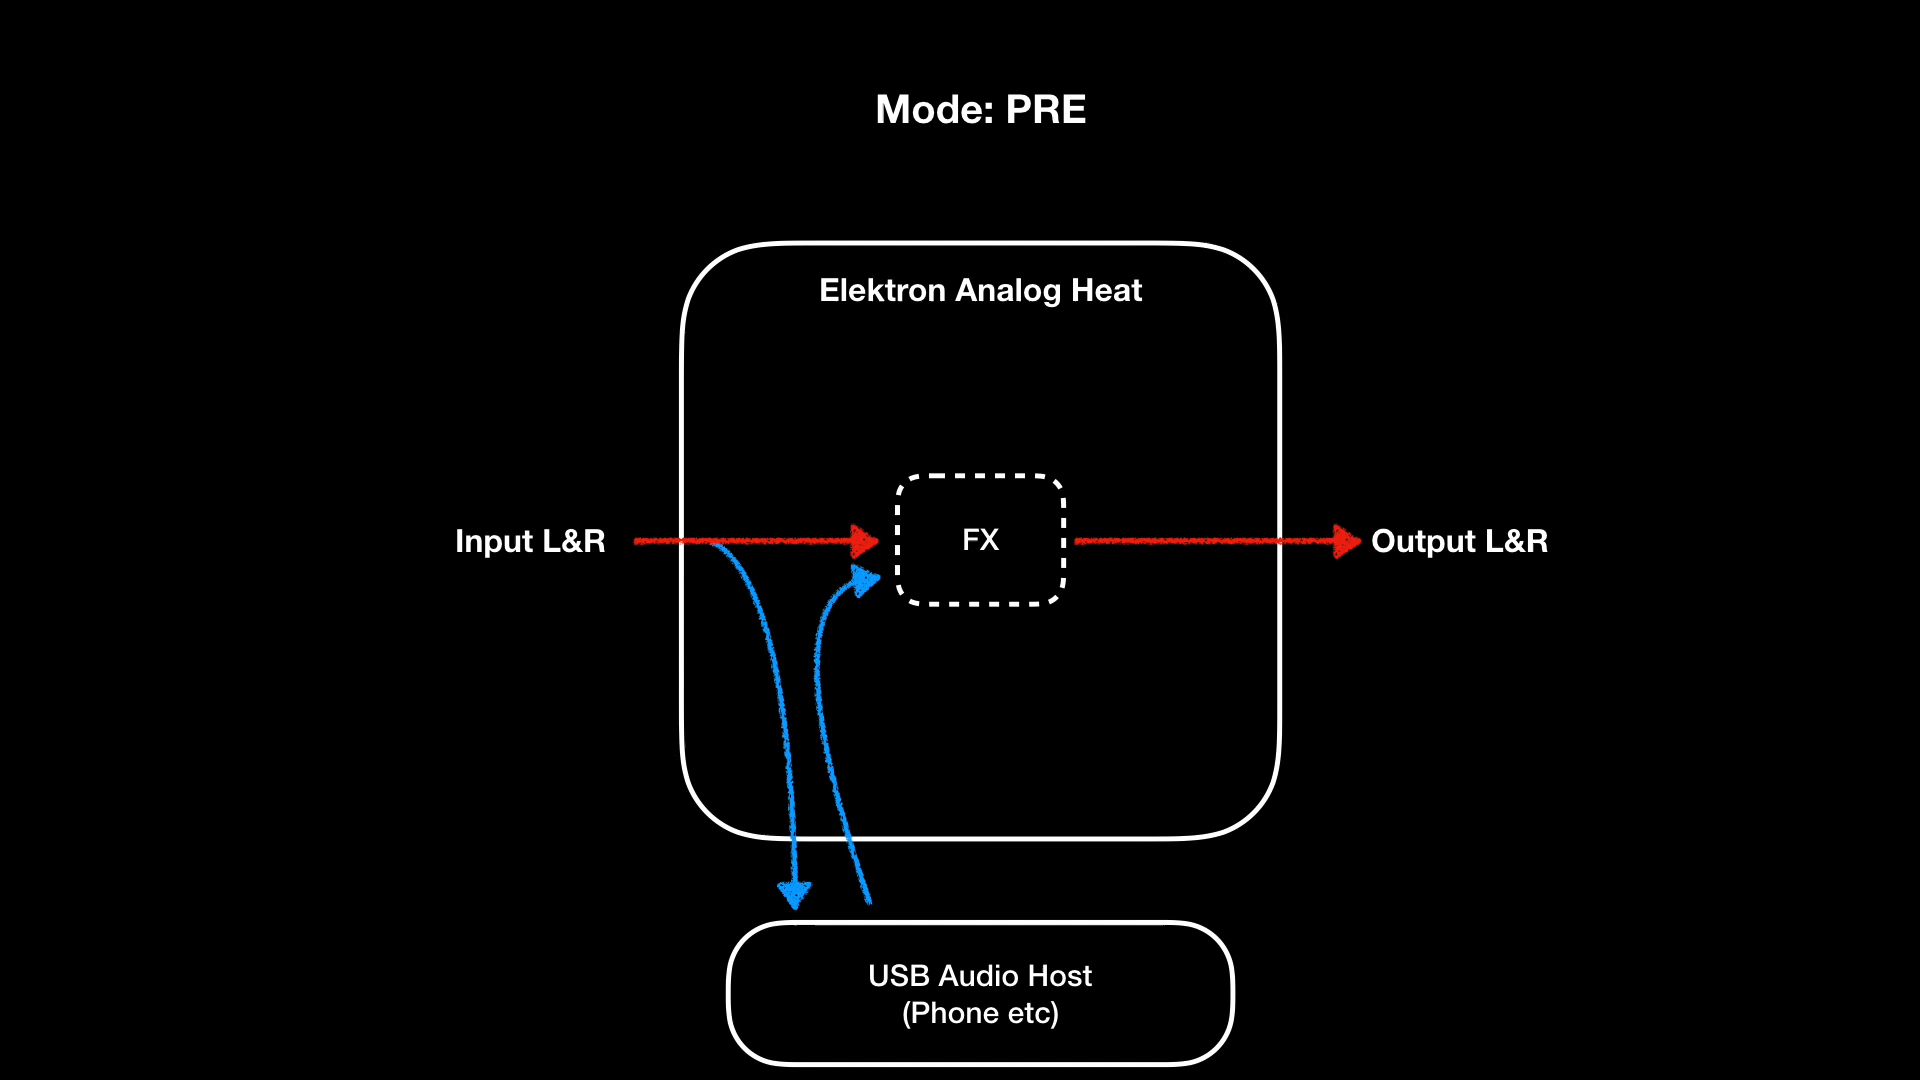 Mode: PRE
Elektron Analog Heat
Input L&R
FX
Output L&R
USB Audio Host
(Phone etc)